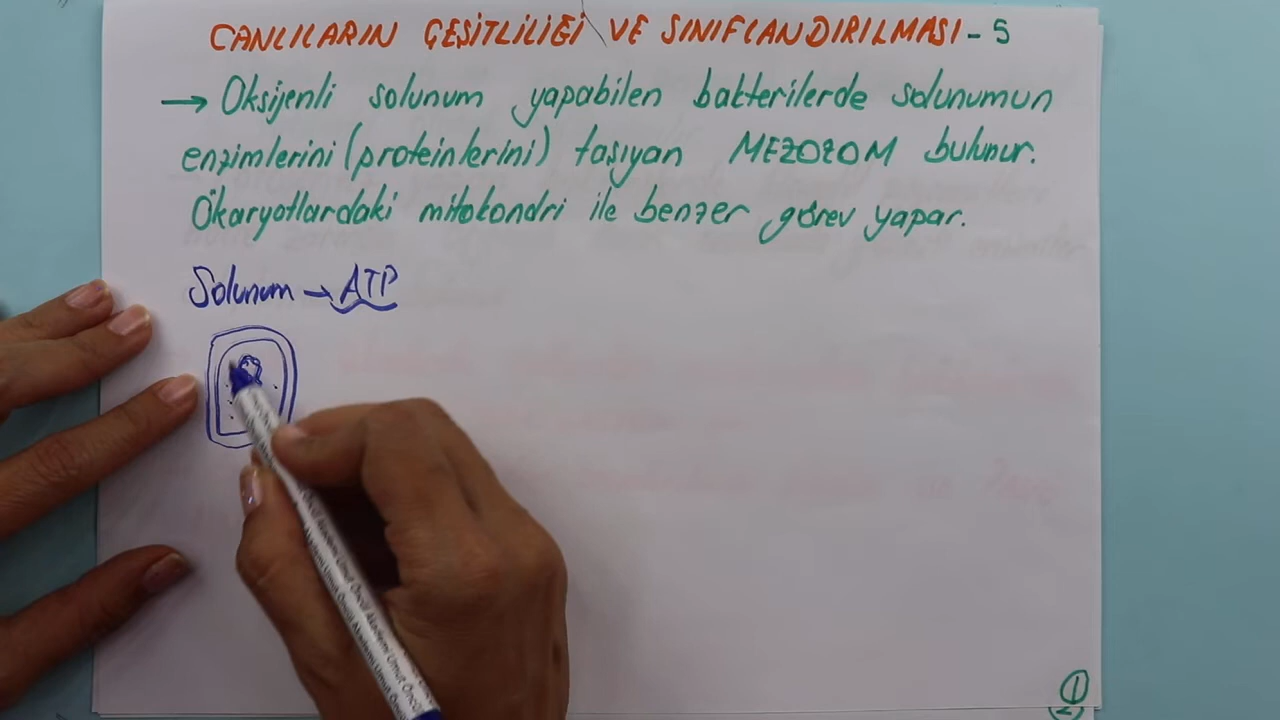 CANLILARIN ÇEŞİTLİLİĞİ VE SINIFLANDIRILMASI - 5
→ Oksijenli solunum yapabilen bakterilerde solunumun
enzimlerini (proteinlerini) taşıyan MEZOZOM bulunur.
Ökaryotlardaki mitokondri ile benzer görev yapar.
Solunum → ATP
1